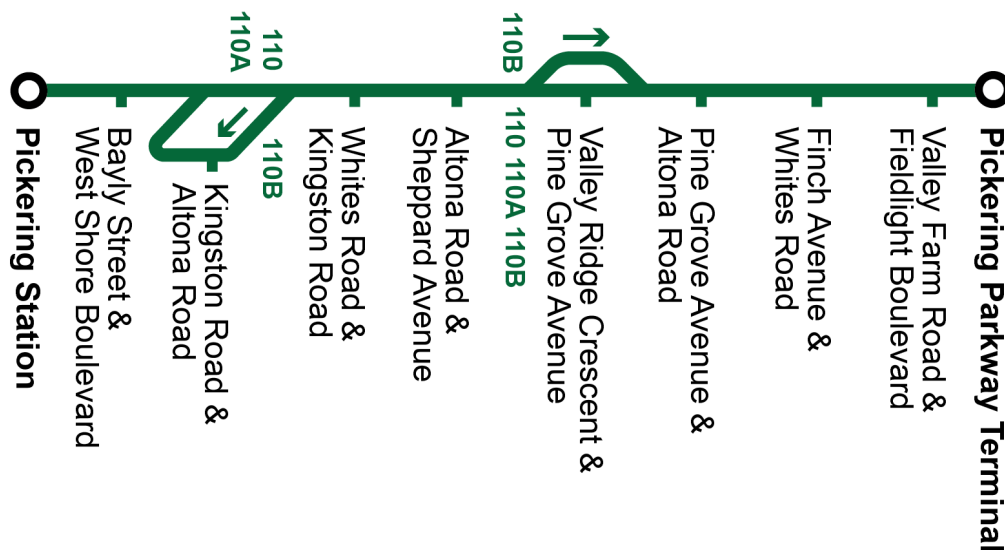 Pickering Parkway Terminal
Valley Farm Road &
Fieldlight Boulevard
Finch Avenue &
Whites Road
Pine Grove Avenue &
Altona Road
Valley Ridge Crescent &
Pine Grove Avenue
110B
110 110A 110B
Altona Road &
Sheppard Avenue
Whites Road &
Kingston Road
110
110A
110B
Kingston Road &
Altona Road
Bayly Street &
West Shore Boulevard
Pickering Station